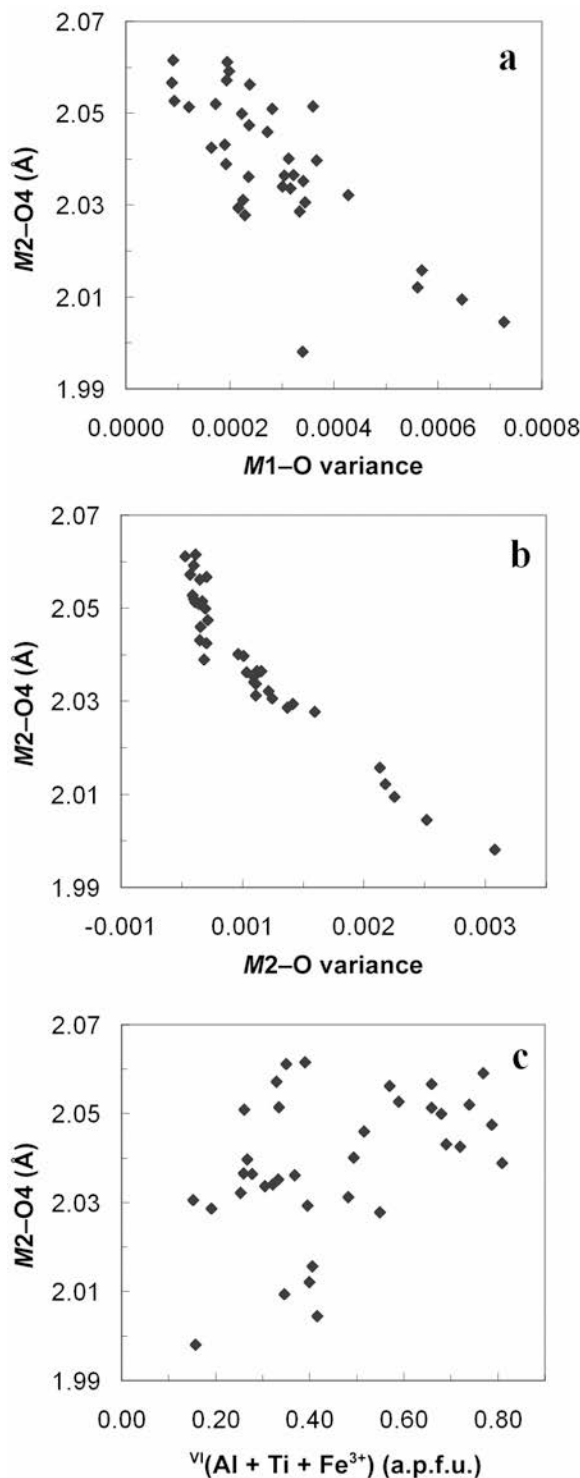 2.07
a
2.05
2.03
2.01
1.99
M2–O4 (Å)
0.0000 0.0002 0.0004 0.0006 0.0008
M1–O variance
2.07
b
2.05
2.03
2.01
1.99
M2–O4 (Å)
-0.001 0.001 0.002 0.003
M2–O variance
2.07
c
2.05
2.03
2.01
1.99
M2–O4 (Å)
0.00 0.20 0.40 0.60 0.80
VI(Al + Ti + Fe3+) (a.p.f.u.)